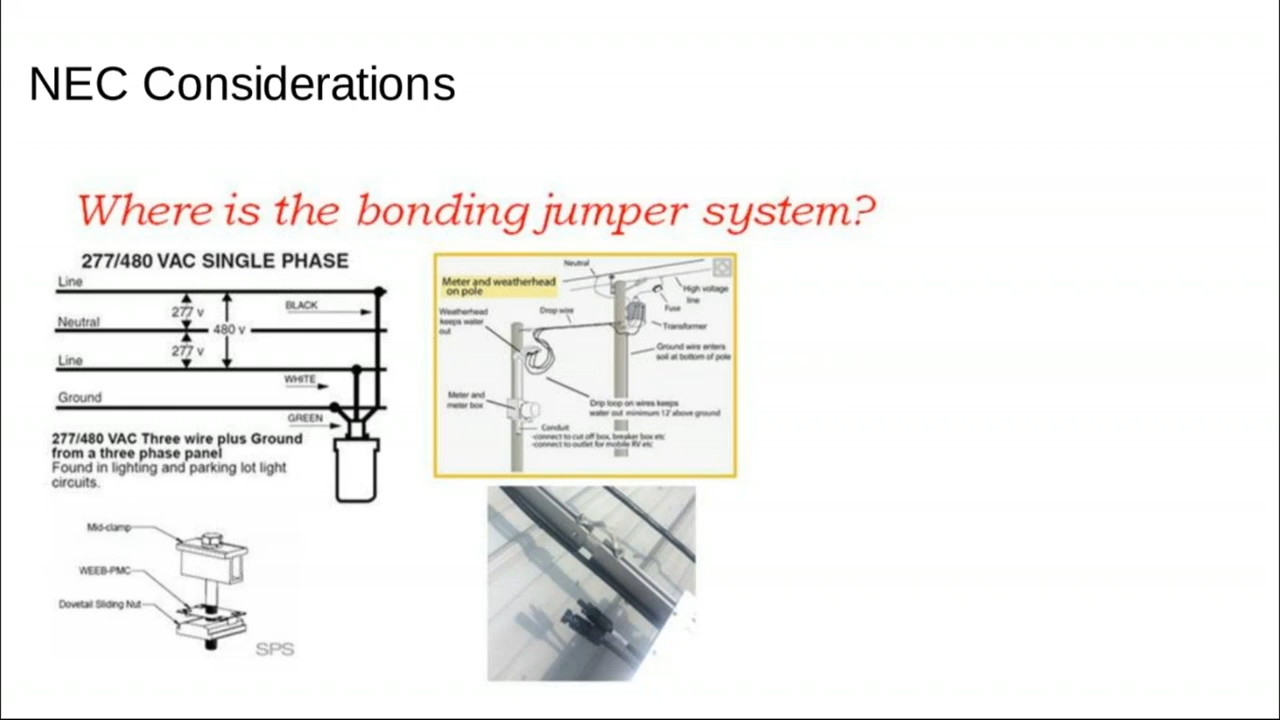 NEC Considerations
Where is the bonding jumper system?
277/480 VAC SINGLE PHASE
Line
277 v
BLACK
Neutral
480 v
277 v
Line
WHITE
Ground
GREEN
277/480 VAC Three wire plus Ground
from a three phase panel
Found in lighting and parking lot light
circuits.
Meter and weatherhead
on pole
Neutral
High voltage
line
Fuse
Weatherhead
keeps water
out
Drop wire
Transformer
Ground wire enters
soil at bottom of pole
Meter and
meter box
Drip loop on wires keeps
water out minimum 12' above ground
Conduit
-connect to cut off box, breaker box etc
-connect to outlet for mobile RV etc
Mid-clamp
WEEB-PMC
Dovetail Sliding Nut
SPS